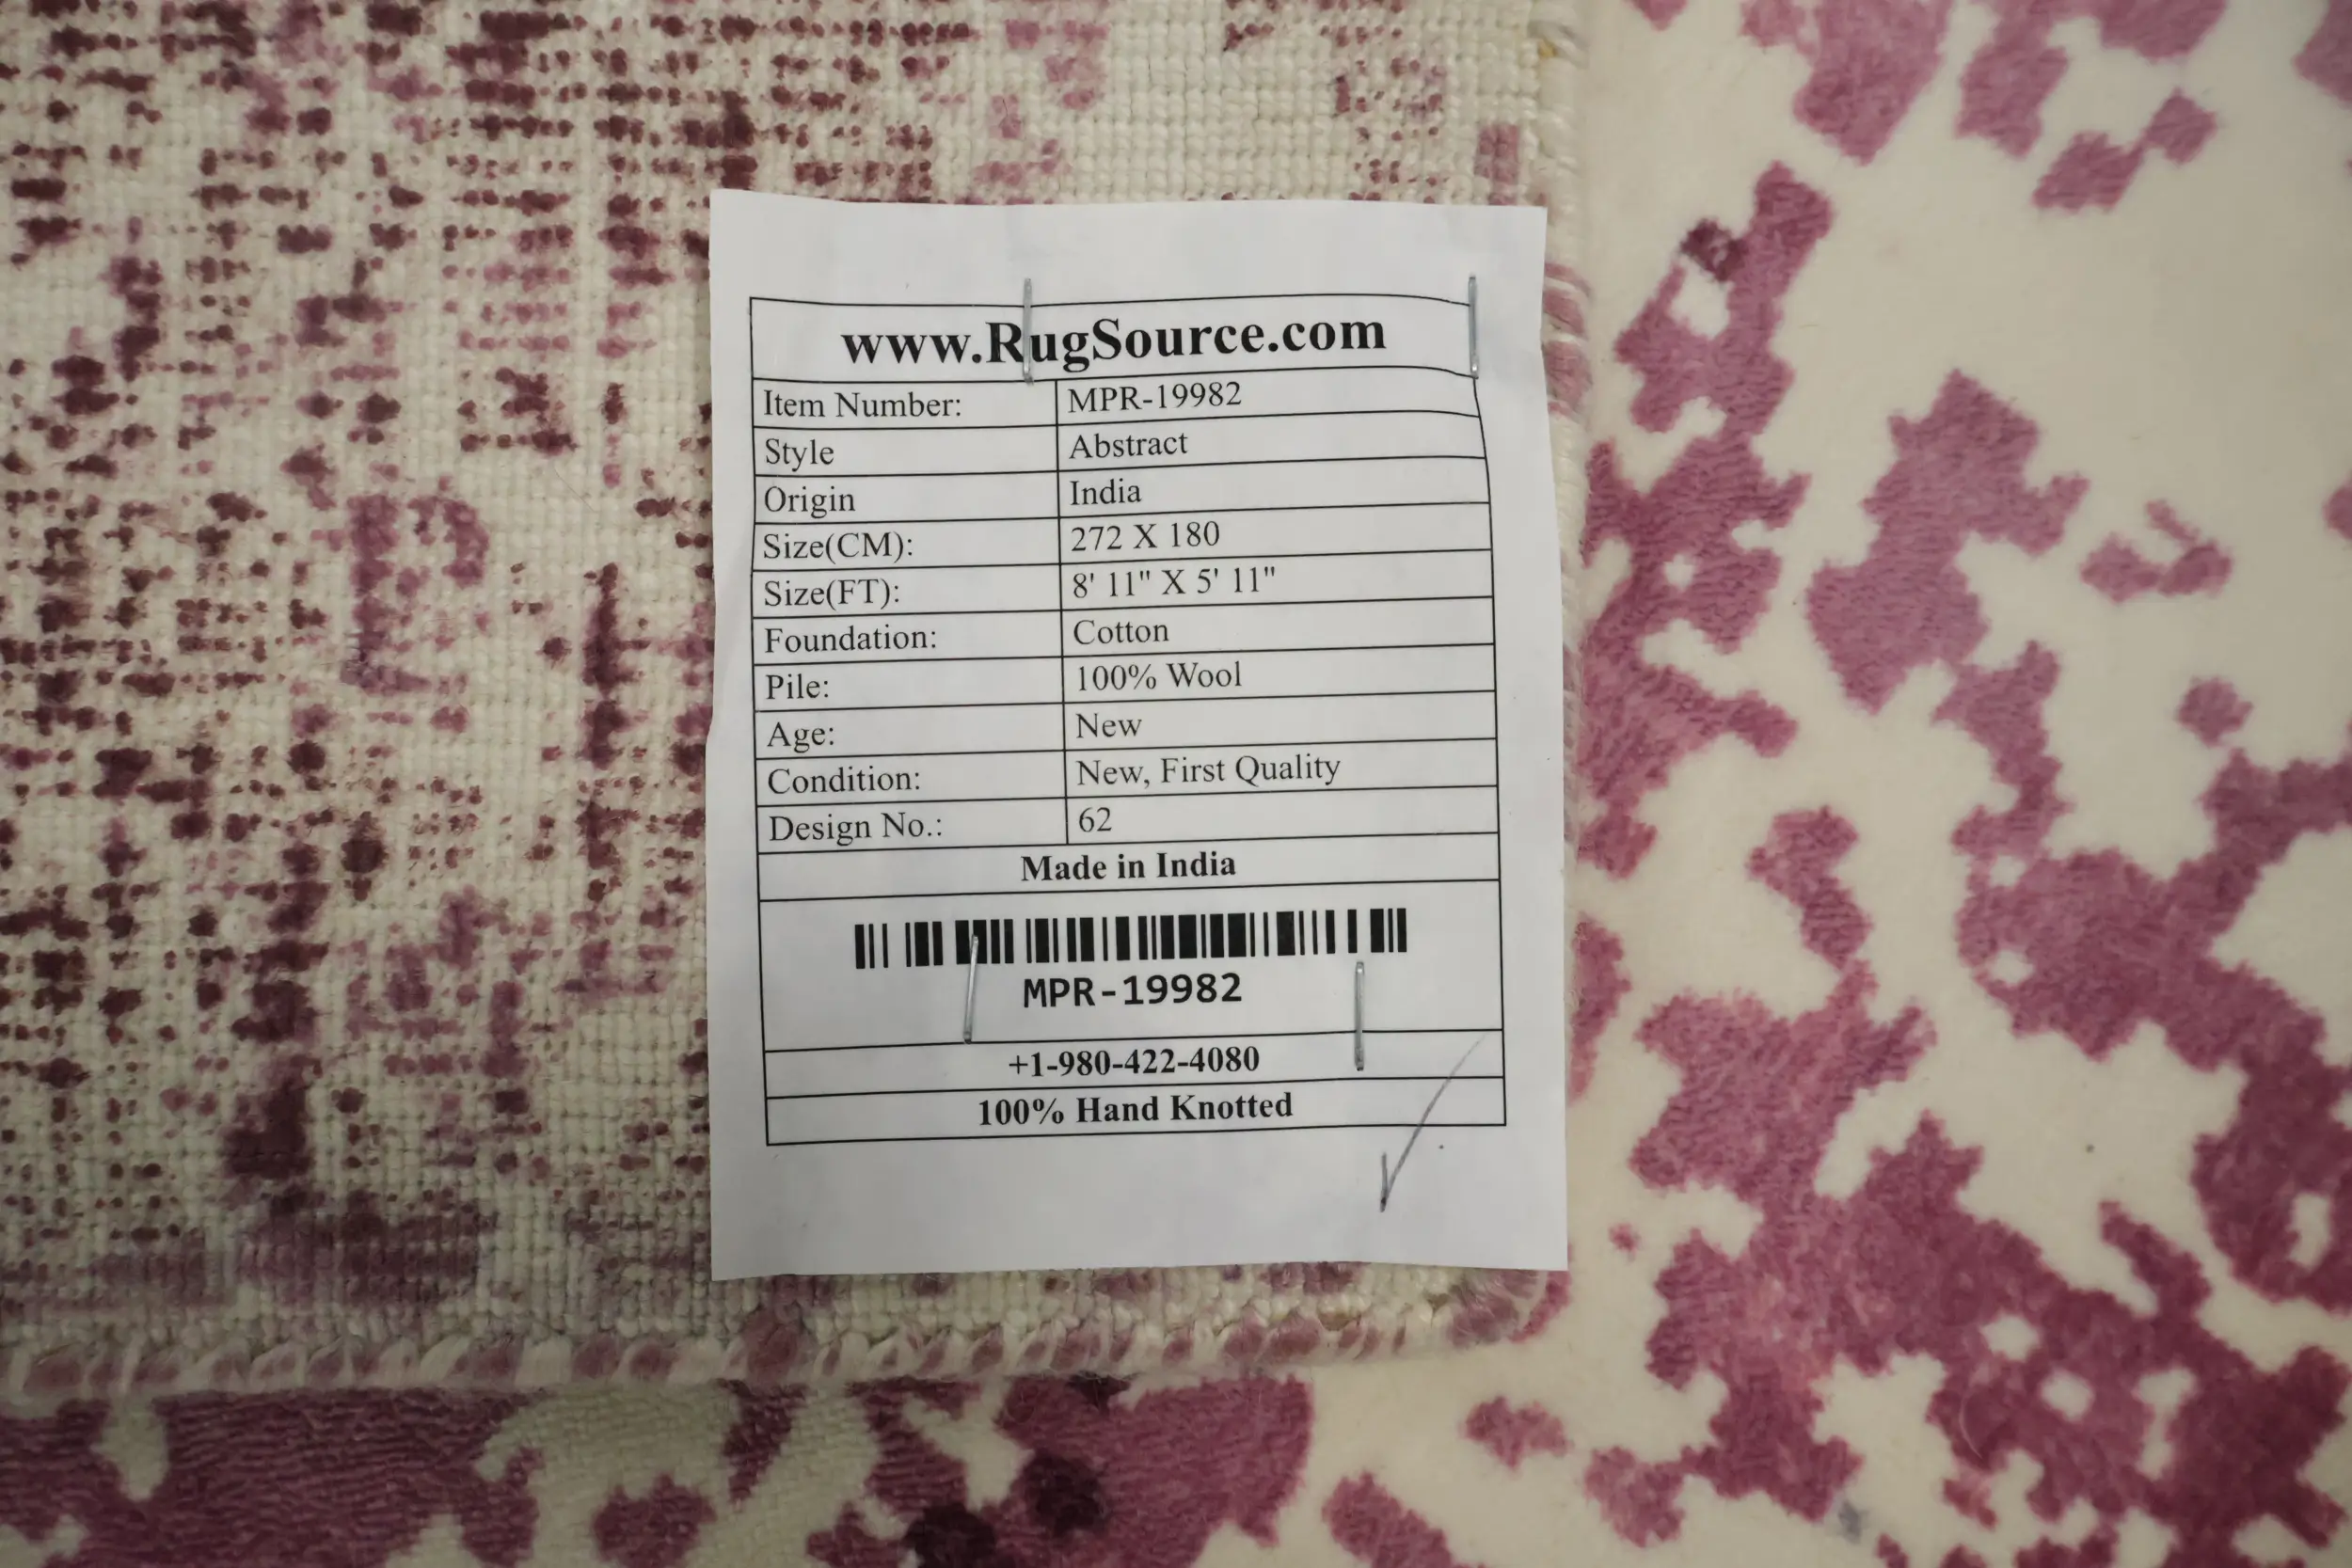 www.RugSource.com
Item Number: MPR-19982
Style Abstract
Origin India
Size(CM): 272 X 180
Size(FT): 8' 11" X 5' 11"
Foundation: Cotton
Pile: 100% Wool
Age: New
Condition: New, First Quality
Design No.: 62
Made in India
MPR-19982
+1-980-422-4080
100% Hand Knotted